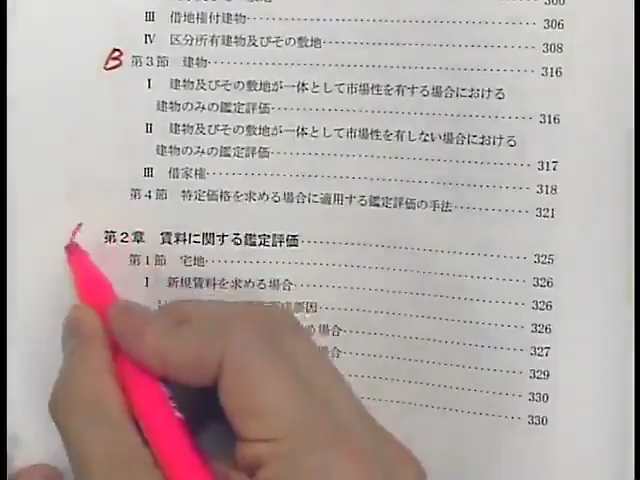 300
Ⅲ 借地権付建物……306
Ⅳ 区分所有建物及びその敷地……308
B 第3節 建物……316
Ⅰ 建物及びその敷地が一体として市場性を有する場合における
建物のみの鑑定評価……316
Ⅱ 建物及びその敷地が一体として市場性を有しない場合における
建物のみの鑑定評価……317
Ⅲ 借家権……318
第4節 特定価格を求める場合に適用する鑑定評価の手法……321
第2章 賃料に関する鑑定評価……325
第1節 宅地……326
Ⅰ 新規賃料を求める場合……326
原因……326
場合……327
場合……329
……330
……330